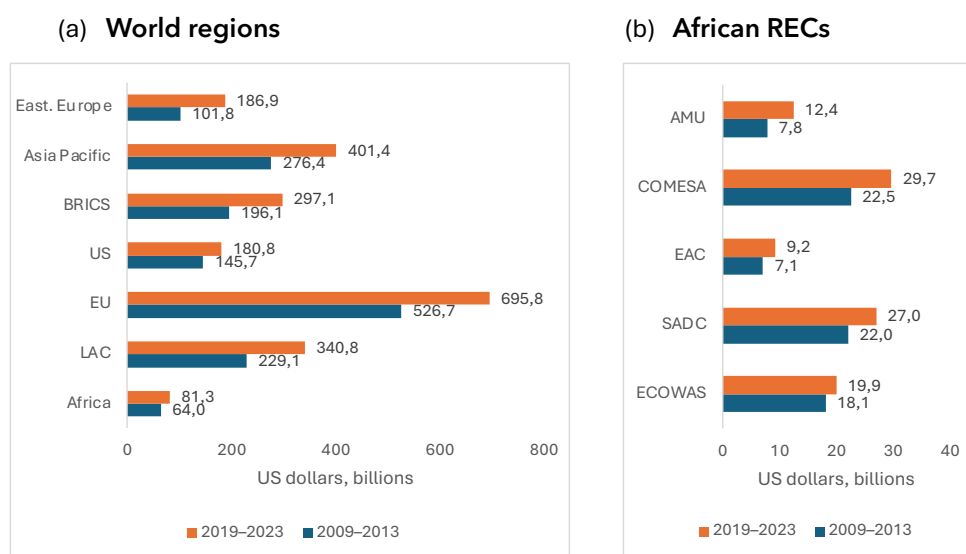 (a) World regions
East. Europe
186,9
101,8
Asia Pacific
401,4
276,4
BRICS
297,1
196,1
US
180,8
145,7
EU
695,8
526,7
LAC
340,8
229,1
Africa
81,3
64,0
0 200 400 600 800
US dollars, billions
2019–2023 2009–2013
(b) African RECs
AMU
12,4
7,8
COMESA
29,7
22,5
EAC
9,2
7,1
SADC
27,0
22,0
ECOWAS
19,9
18,1
0 10 20 30 40
US dollars, billions
2019–2023 2009–2013